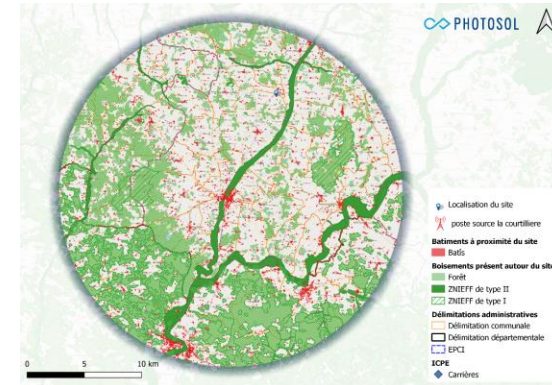 PHOTOSOL
Localisation du site
poste source la courtilliere
Batiments à proximité du site
Batis
Boisements présent autour du site
Forêt
ZNIEFF de type II
ZNIEFF de type I
Délimitations administratives
Délimitation communale
Délimitation départementale
EPCI
ICPE
Carrières
0 5 10 km